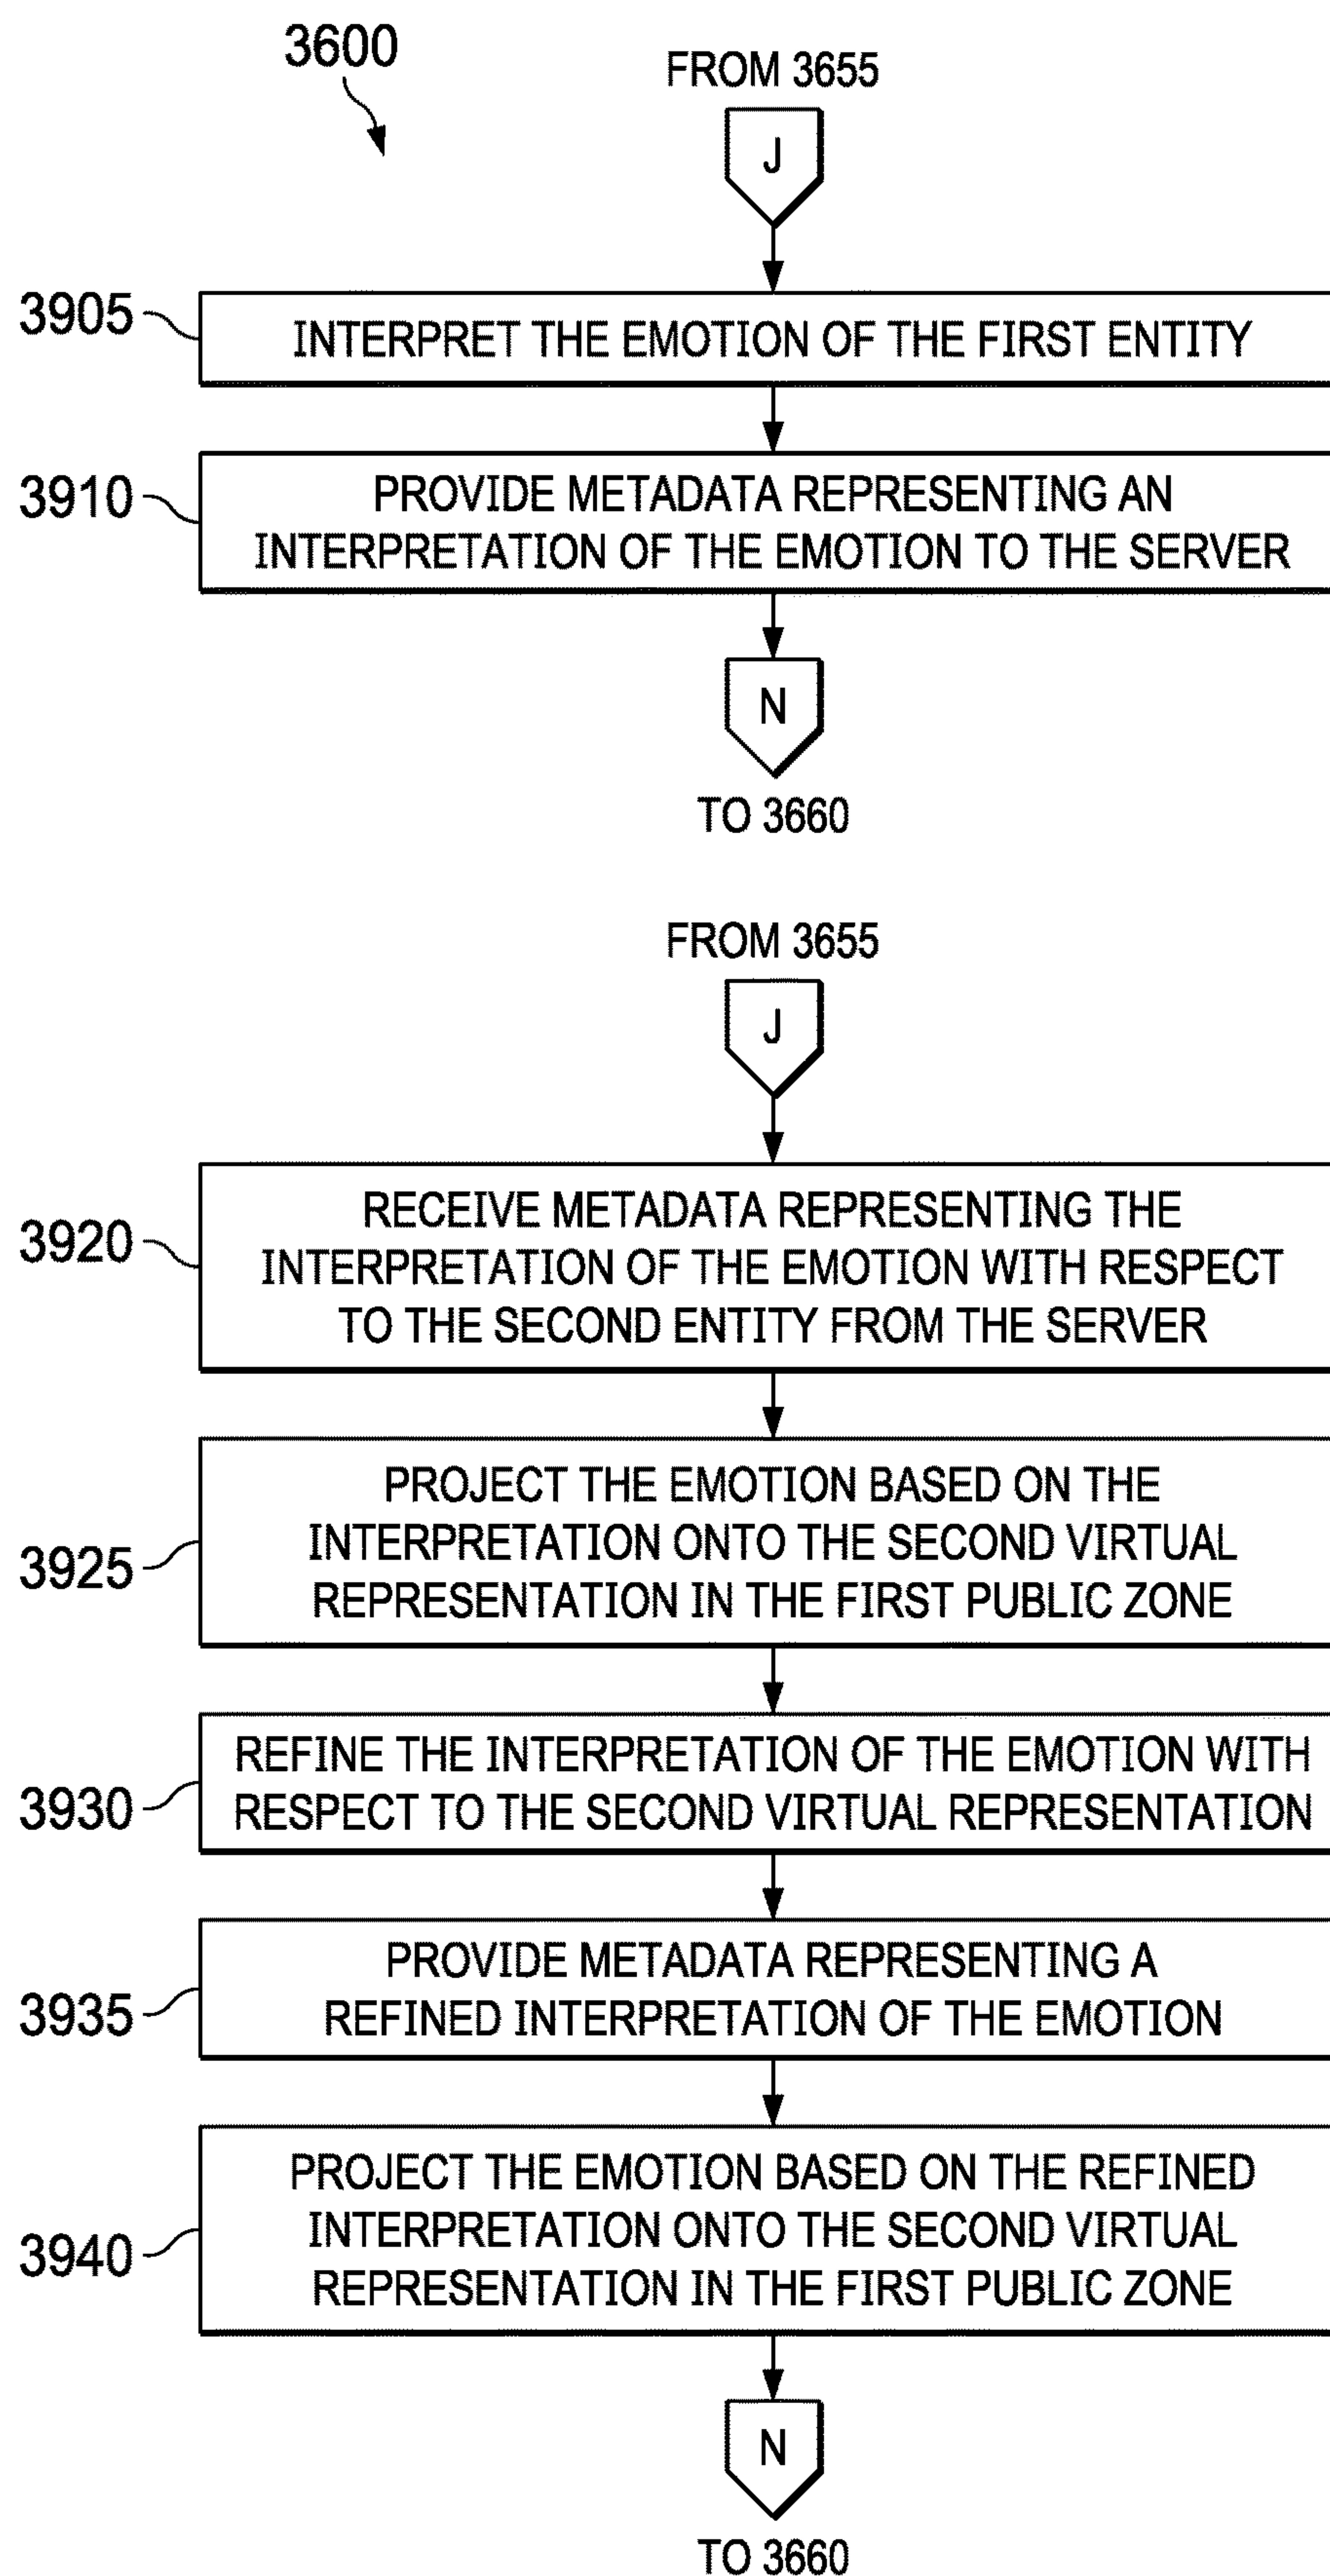 3600
FROM 3655
J
3905
INTERPRET THE EMOTION OF THE FIRST ENTITY
3910
PROVIDE METADATA REPRESENTING AN
INTERPRETATION OF THE EMOTION TO THE SERVER
N
TO 3660
FROM 3655
J
3920
RECEIVE METADATA REPRESENTING THE
INTERPRETATION OF THE EMOTION WITH RESPECT
TO THE SECOND ENTITY FROM THE SERVER
3925
PROJECT THE EMOTION BASED ON THE
INTERPRETATION ONTO THE SECOND VIRTUAL
REPRESENTATION IN THE FIRST PUBLIC ZONE
3930
REFINE THE INTERPRETATION OF THE EMOTION WITH
RESPECT TO THE SECOND VIRTUAL REPRESENTATION
3935
PROVIDE METADATA REPRESENTING A
REFINED INTERPRETATION OF THE EMOTION
3940
PROJECT THE EMOTION BASED ON THE REFINED
INTERPRETATION ONTO THE SECOND VIRTUAL
REPRESENTATION IN THE FIRST PUBLIC ZONE
N
TO 3660